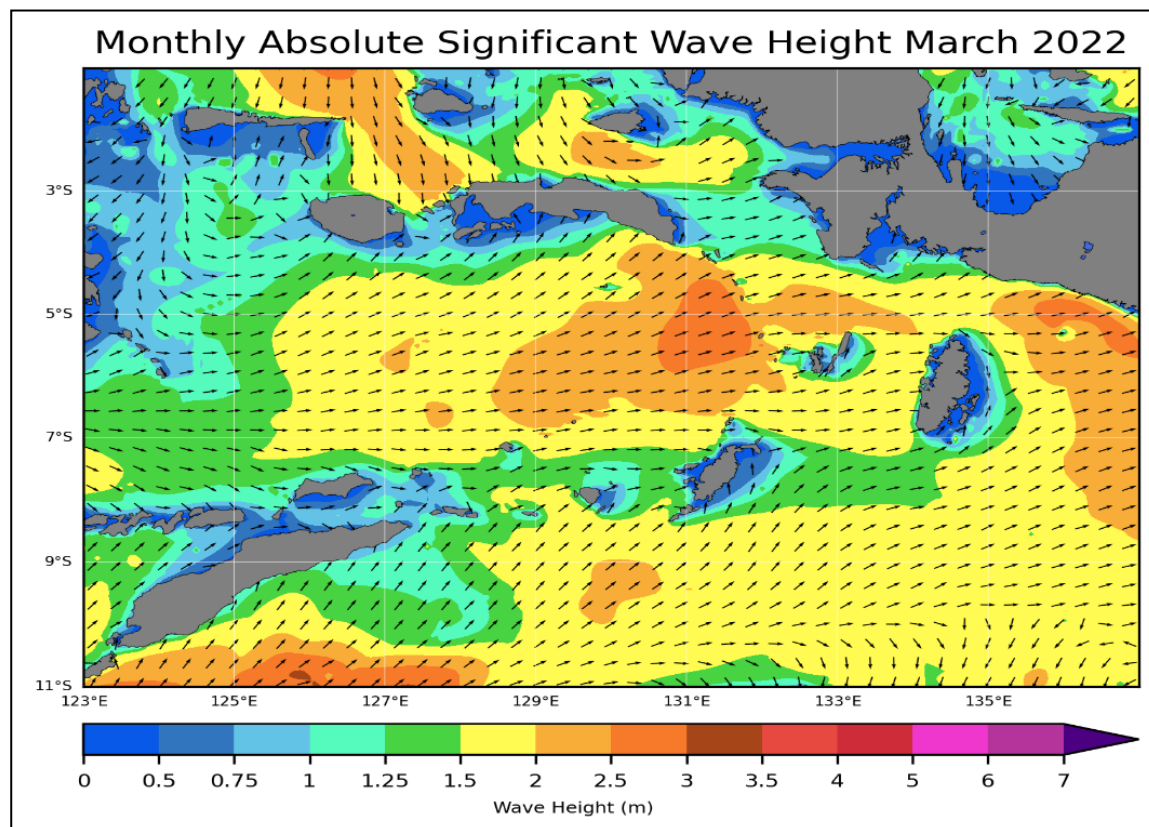 Monthly Absolute Significant Wave Height March 2022
3°S
5°S
7°S
9°S
11°S
123°E 125°E 127°E 129°E 131°E 133°E 135°E
0 0.5 0.75 1 1.25 1.5 2 2.5 3 3.5 4 5 6 7
Wave Height (m)